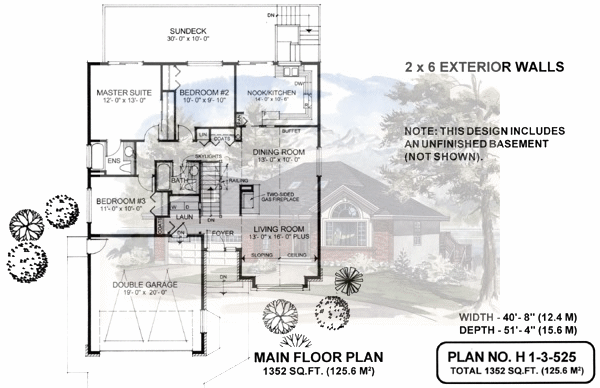 DN
SUNDECK
30'- 0" x 10'- 0"
MASTER SUITE
12'- 0" x 13'- 0"
BEDROOM #2
10'- 0" x 9'- 10"
NOOK/KITCHEN
14'- 0" x 10'- 6"
DW
2 x 6 EXTERIOR WALLS
NOTE: THIS DESIGN INCLUDES
AN UNFINISHED BASEMENT
(NOT SHOWN).
LIN
COATS
BUFFET
ENS
SKYLIGHTS
DINING ROOM
13'- 0" x 10'- 0"
BATH
RAILING
TWO-SIDED
GAS FIREPLACE
BEDROOM #3
11'- 0" x 10'- 0"
W
D
LAUN
DN
FOYER
LIVING ROOM
13'- 0" x 16'- 0" PLUS
SLOPING
CEILING
DN
DOUBLE GARAGE
19'- 0" x 20'- 0"
WIDTH - 40'- 8" (12.4 M)
DEPTH - 51'- 4" (15.6 M)
MAIN FLOOR PLAN
1352 SQ.FT. (125.6 M²)
PLAN NO. H 1-3-525
TOTAL 1352 SQ.FT. (125.6 M²)